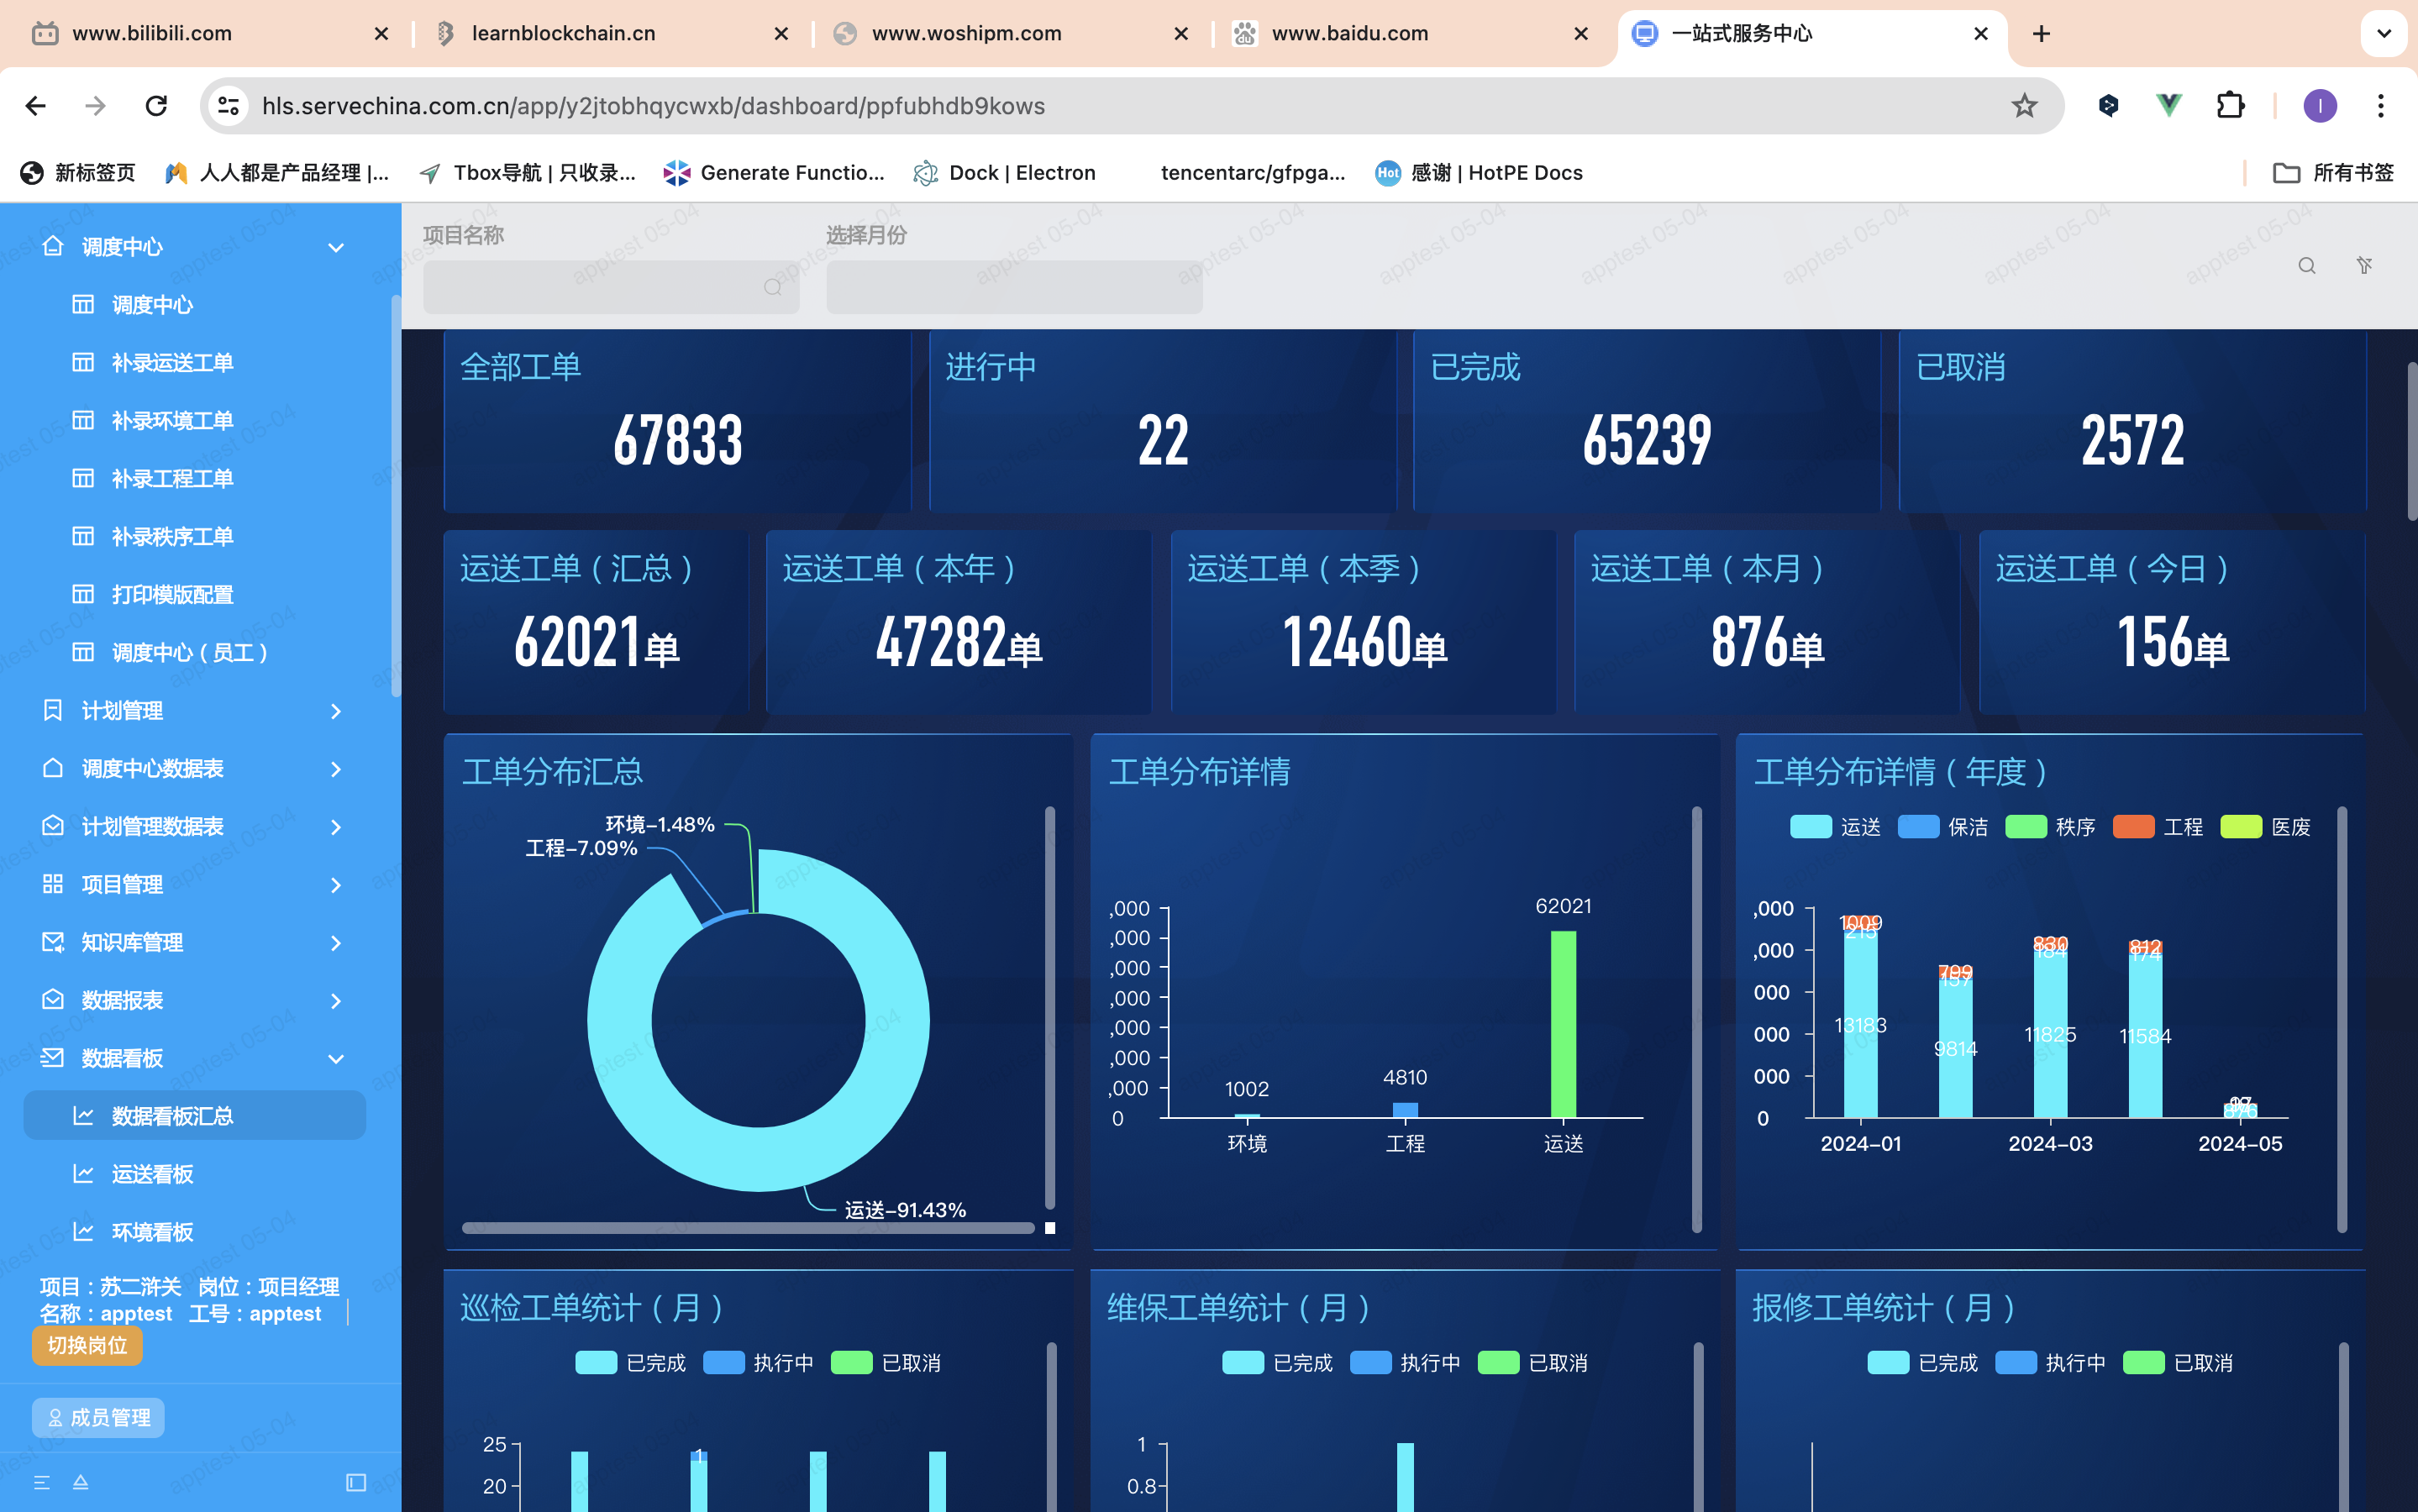 www.bilibili.com
learnblockchain.cn
www.woshipm.com
www.baidu.com
一站式服务中心
hls.servechina.com.cn/app/y2jtobhqycwxb/dashboard/ppfubhdb9kows
新标签页
人人都是产品经理 |...
Tbox导航 | 只收录...
Generate Functio...
Dock | Electron
tencentarc/gfpga...
Hot
感谢 | HotPE Docs
所有书签
调度中心
调度中心
补录运送工单
补录环境工单
补录工程工单
补录秩序工单
打印模版配置
调度中心（员工）
计划管理
调度中心数据表
计划管理数据表
项目管理
知识库管理
数据报表
数据看板
数据看板汇总
运送看板
环境看板
项目：苏二浒关 岗位：项目经理
名称：apptest 工号：apptest
切换岗位
成员管理
项目名称
选择月份
apptest 05-04
全部工单
67833
进行中
22
已完成
65239
已取消
2572
运送工单（汇总）
62021单
运送工单（本年）
47282单
运送工单（本季）
12460单
运送工单（本月）
876单
运送工单（今日）
156单
工单分布汇总
环境-1.48%
工程-7.09%
运送-91.43%
工单分布详情
,000
,000
,000
,000
,000
,000
,000
0
1002
4810
62021
环境
工程
运送
工单分布详情（年度）
运送 保洁 秩序 工程 医废
,000
,000
000
000
000
0
1009
215
13183
799
157
9814
830
184
11825
812
174
11584
876
2024-01
2024-03
2024-05
巡检工单统计（月）
已完成 执行中 已取消
25
20
1
维保工单统计（月）
已完成 执行中 已取消
1
0.8
报修工单统计（月）
已完成 执行中 已取消